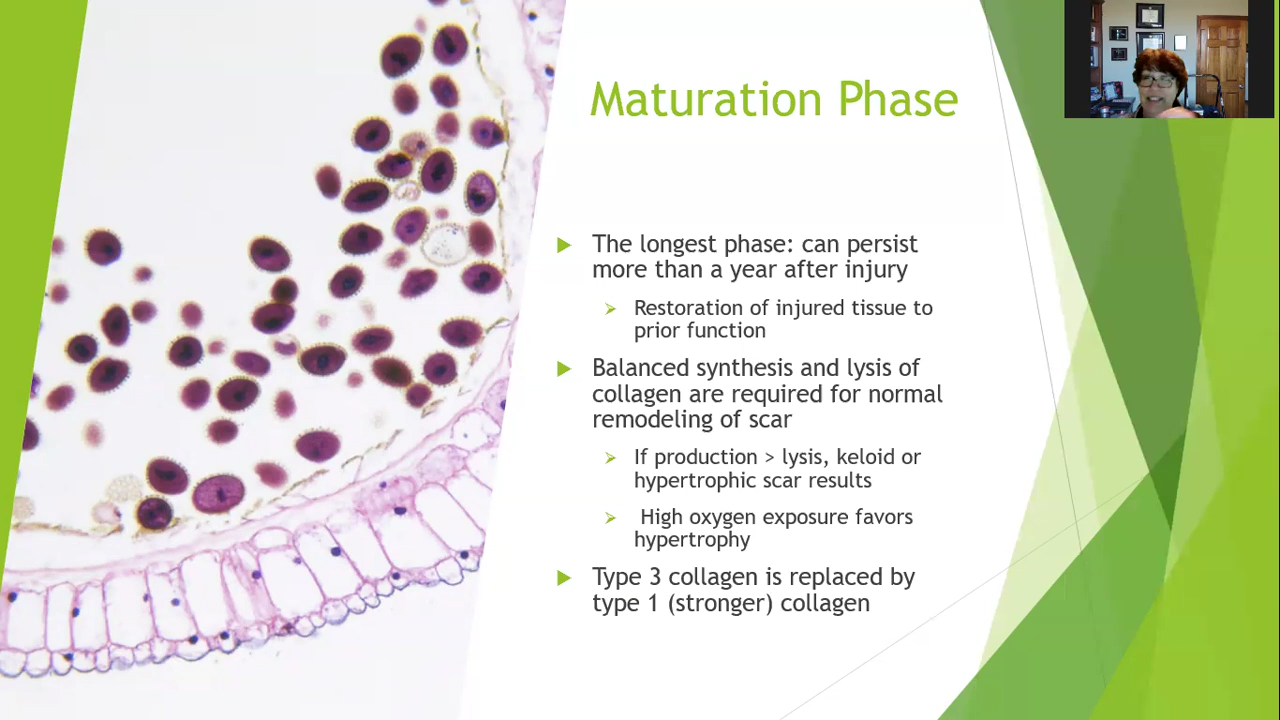 Maturation Phase
The longest phase: can persist
more than a year after injury
Restoration of injured tissue to
prior function
Balanced synthesis and lysis of
collagen are required for normal
remodeling of scar
If production > lysis, keloid or
hypertrophic scar results
High oxygen exposure favors
hypertrophy
Type 3 collagen is replaced by
type 1 (stronger) collagen